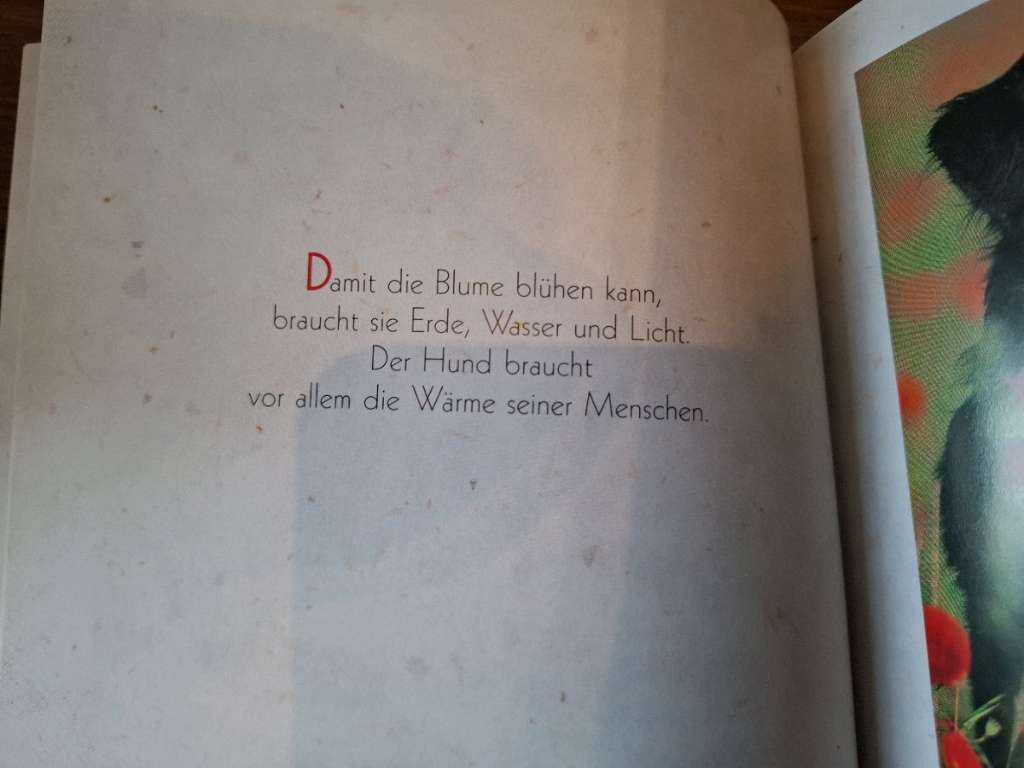 Damit die Blume blühen kann,
braucht sie Erde, Wasser und Licht.
Der Hund braucht
vor allem die Wärme seiner Menschen.